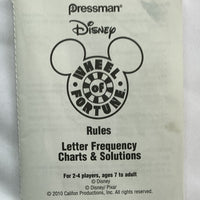 Pressman®
Disney
WHEEL
OF
FORTUNE
Rules
Letter Frequency
Charts & Solutions
For 2-4 players, ages 7 to adult
© Disney
© Disney/ Pixar
© 2010 Califon Productions, Inc. All Rights Reserved.